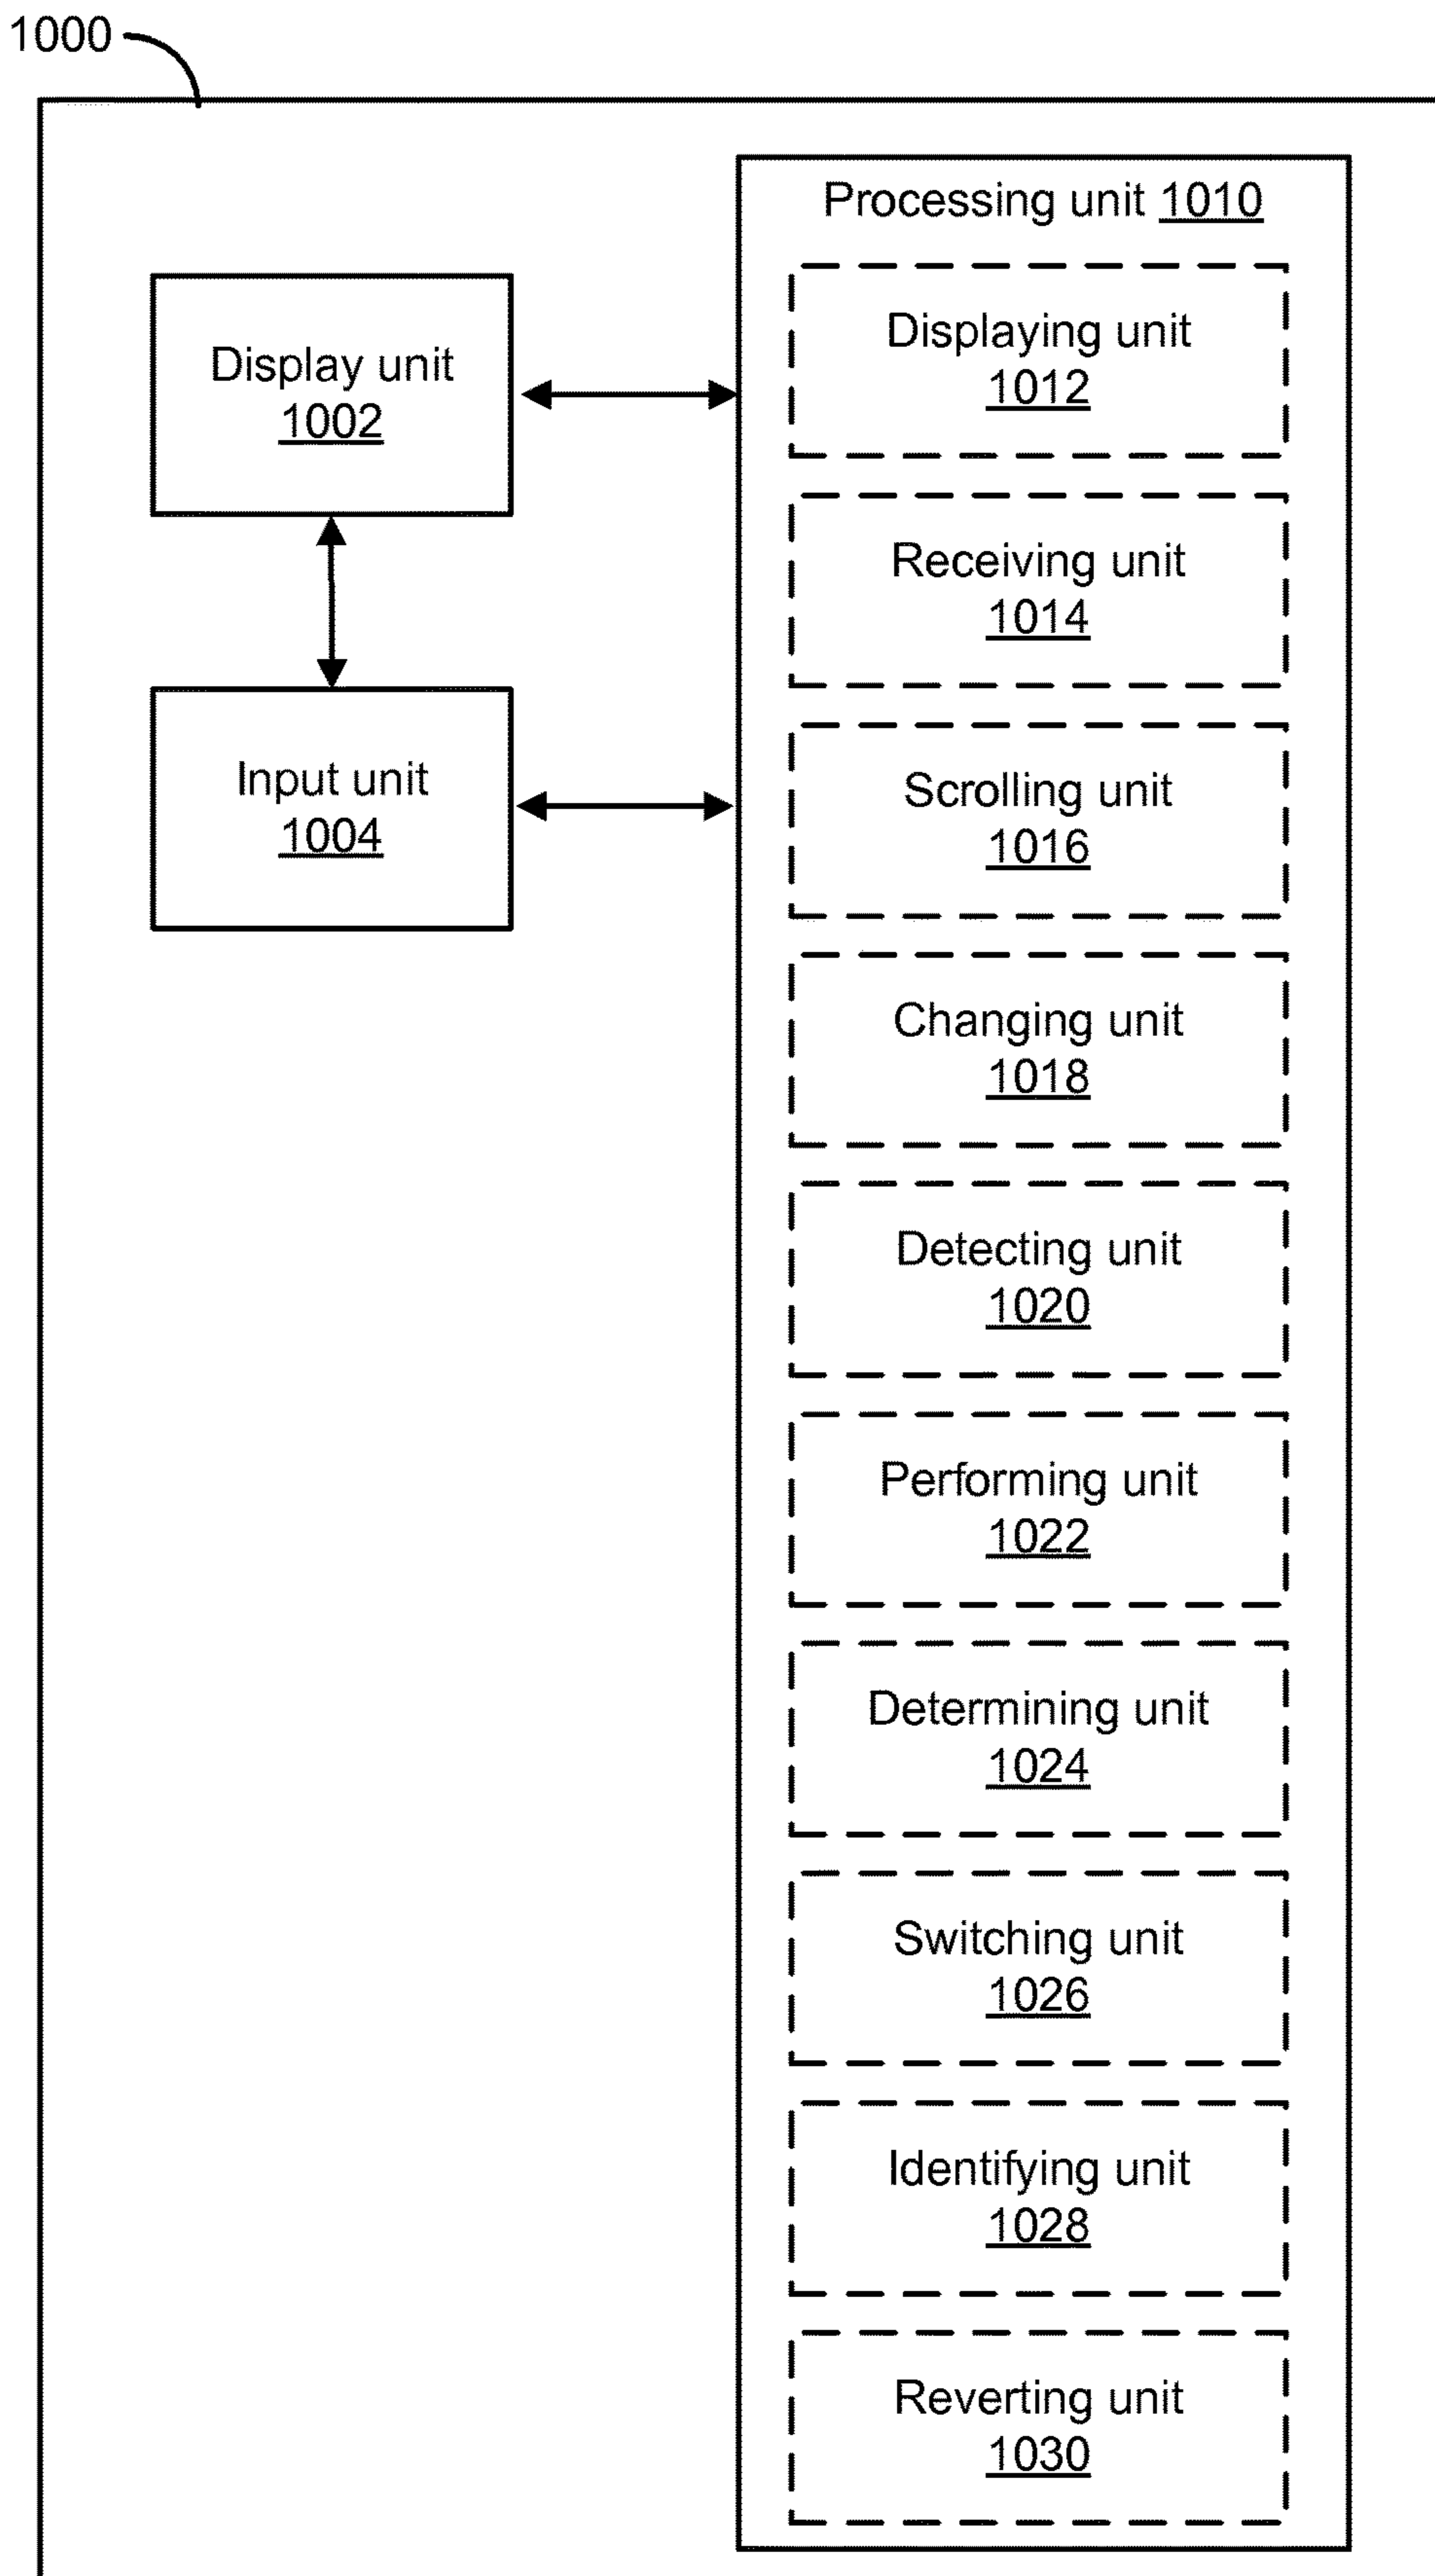 1000
Processing unit 1010
Display unit
1002
Input unit
1004
Displaying unit
1012
Receiving unit
1014
Scrolling unit
1016
Changing unit
1018
Detecting unit
1020
Performing unit
1022
Determining unit
1024
Switching unit
1026
Identifying unit
1028
Reverting unit
1030